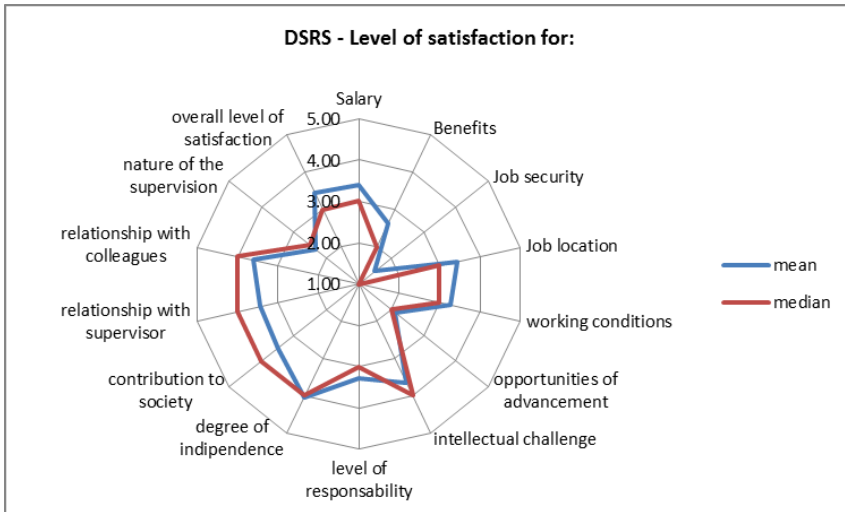 DSRS - Level of satisfaction for:
Salary
5.00
4.00
3.00
2.00
1.00
Benefits
Job security
Job location
working conditions
opportunities of
advancement
intellectual challenge
level of
responsability
degree of
indipendence
contribution to
society
relationship with
supervisor
relationship with
colleagues
nature of the
supervision
overall level of
satisfaction
mean
median